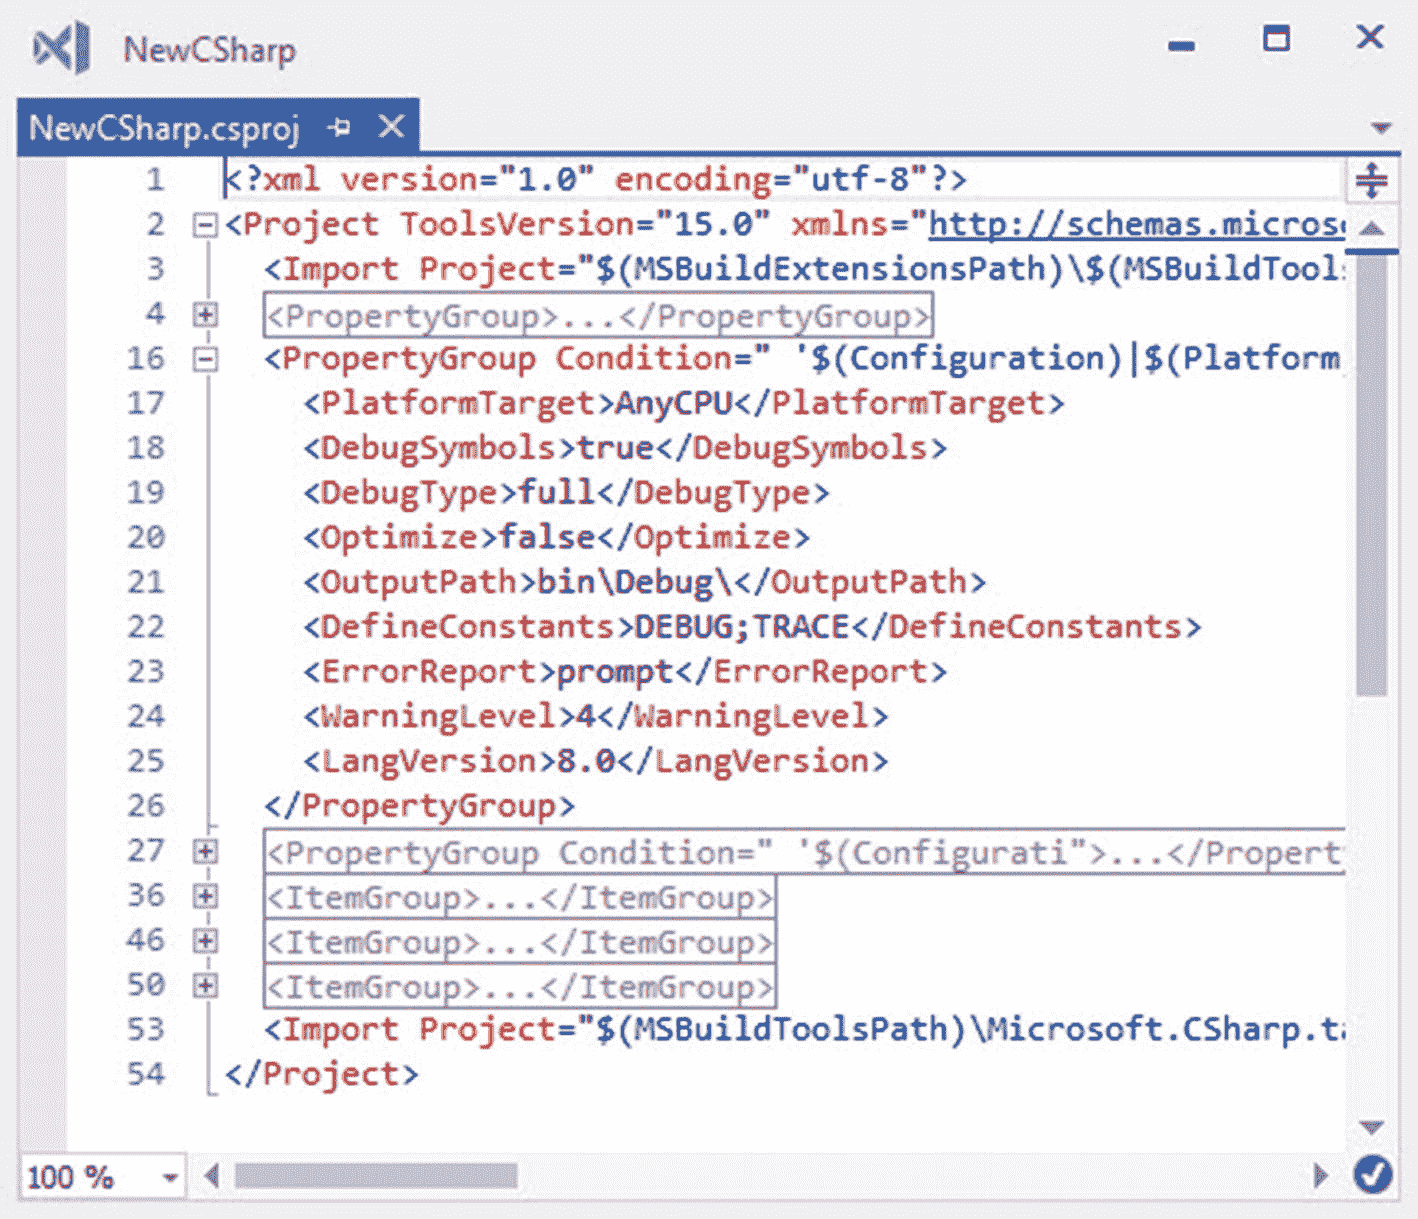 NewCSharp
NewCSharp.csproj
1 <?xml version="1.0" encoding="utf-8"?>
2 <Project ToolsVersion="15.0" xmlns="http://schemas.micros
3 <Import Project="$(MSBuildExtensionsPath)\$(MSBuildTool
4 <PropertyGroup>...</PropertyGroup>
16 <PropertyGroup Condition=" '$(Configuration)|$(Platform
17 <PlatformTarget>AnyCPU</PlatformTarget>
18 <DebugSymbols>true</DebugSymbols>
19 <DebugType>full</DebugType>
20 <Optimize>false</Optimize>
21 <OutputPath>bin\Debug\</OutputPath>
22 <DefineConstants>DEBUG;TRACE</DefineConstants>
23 <ErrorReport>prompt</ErrorReport>
24 <WarningLevel>4</WarningLevel>
25 <LangVersion>8.0</LangVersion>
26 </PropertyGroup>
27 <PropertyGroup Condition=" '$(Configurati">...</Propert
36 <ItemGroup>...</ItemGroup>
46 <ItemGroup>...</ItemGroup>
50 <ItemGroup>...</ItemGroup>
53 <Import Project="$(MSBuildToolsPath)\Microsoft.CSharp.ta
54 </Project>
100 %